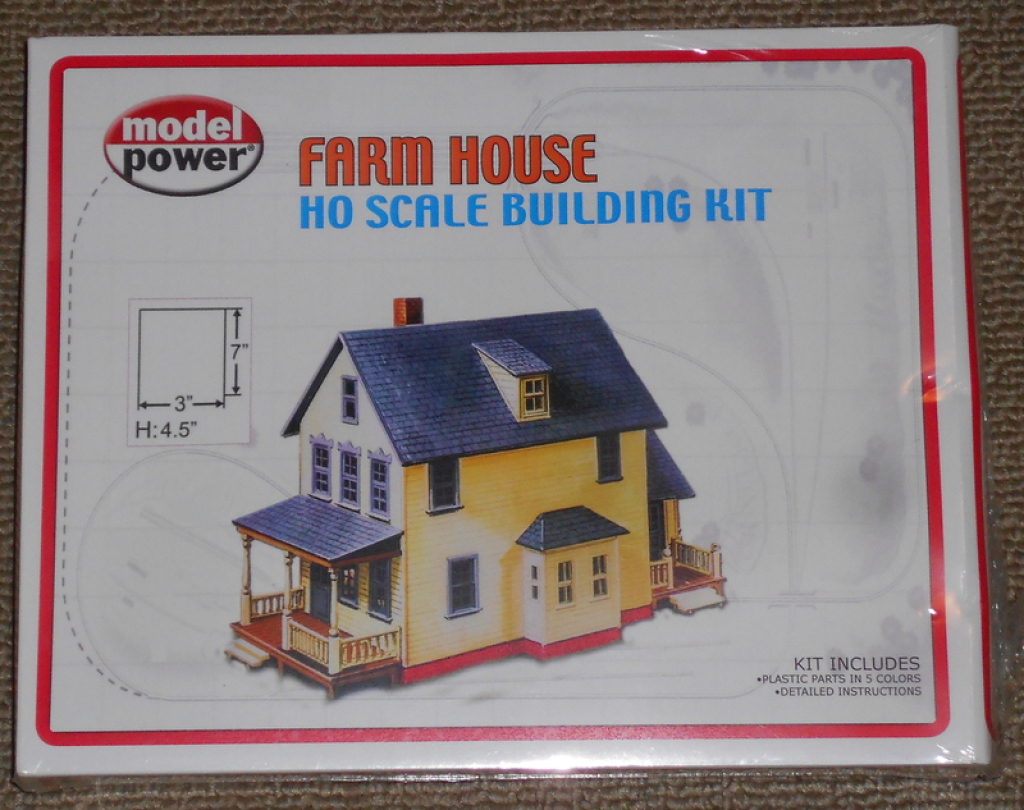 model
power®
FARM HOUSE
HO SCALE BUILDING KIT
7"
3"
H: 4.5"
KIT INCLUDES
•PLASTIC PARTS IN 5 COLORS
•DETAILED INSTRUCTIONS